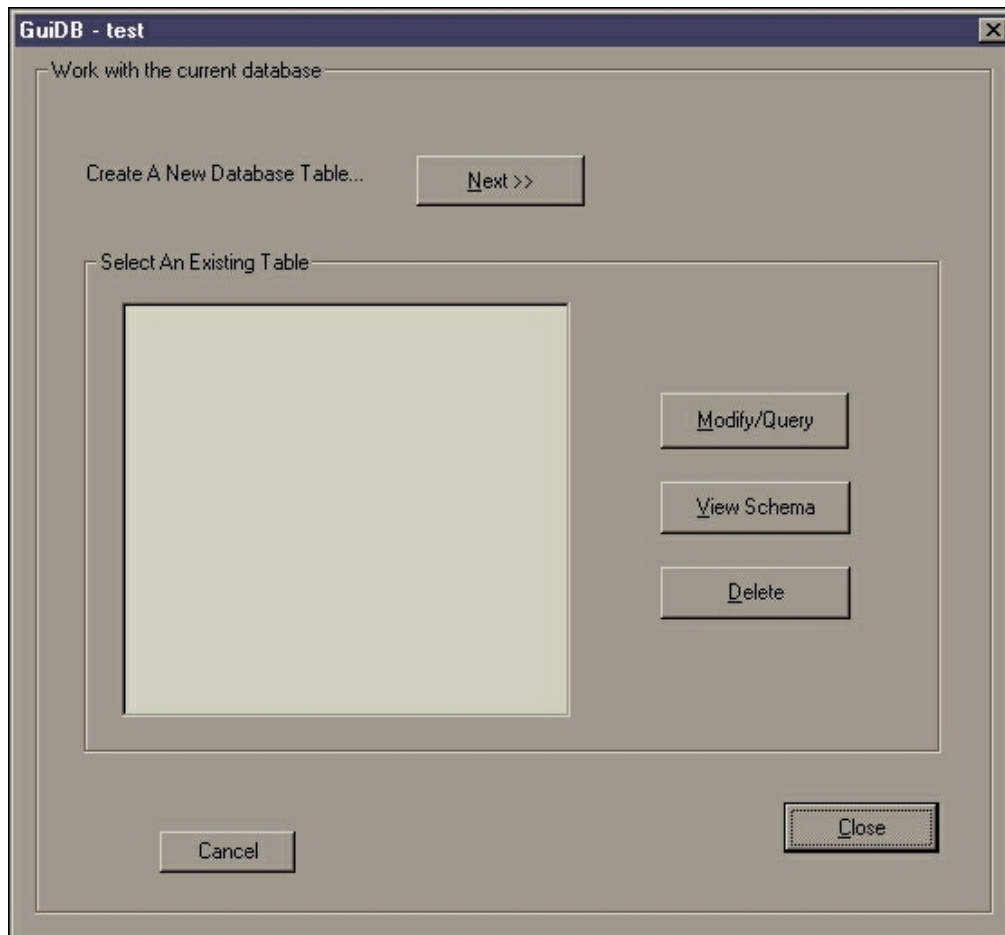 GuiDB - test
Work with the current database
Create A New Database Table...
Next >>
Select An Existing Table
Modify/Query
View Schema
Delete
Close
Cancel